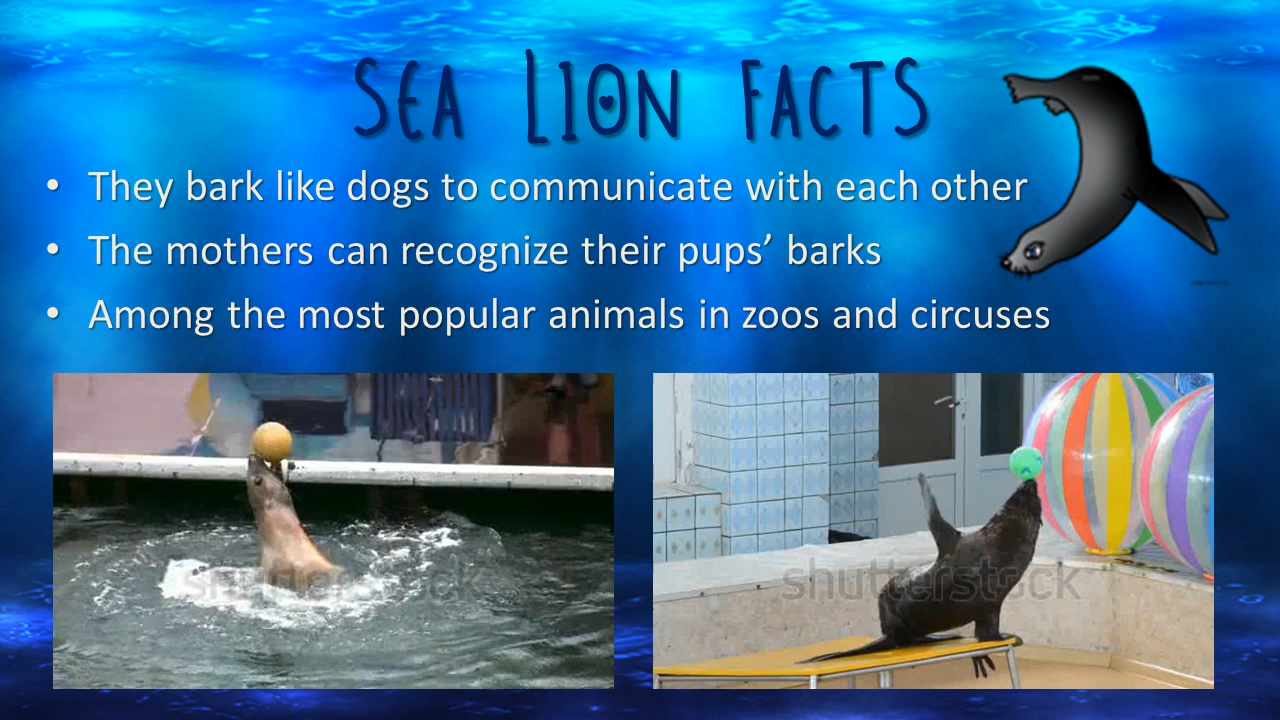 Sea Lion Facts
• They bark like dogs to communicate with each other
• The mothers can recognize their pups’ barks
• Among the most popular animals in zoos and circuses
shutterstock shutterstock